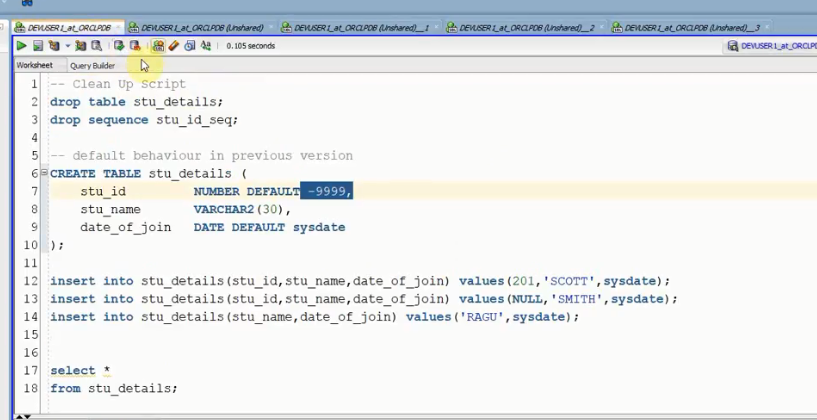 DEVUSER1_at_ORCLPDB
DEVUSER1_at_ORCLPDB (Unshared)
DEVUSER1_at_ORCLPDB (Unshared)__1
DEVUSER1_at_ORCLPDB (Unshared)__2
DEVUSER1_at_ORCLPDB (Unshared)__3
0.105 seconds
DEVUSER1_at_ORCLPD
Worksheet
Query Builder
1 -- Clean Up Script
2 drop table stu_details;
3 drop sequence stu_id_seq;
4
5 -- default behaviour in previous version
6 CREATE TABLE stu_details (
7 stu_id NUMBER DEFAULT -9999,
8 stu_name VARCHAR2(30),
9 date_of_join DATE DEFAULT sysdate
10 );
11
12 insert into stu_details(stu_id,stu_name,date_of_join) values(201,'SCOTT',sysdate);
13 insert into stu_details(stu_id,stu_name,date_of_join) values(NULL,'SMITH',sysdate);
14 insert into stu_details(stu_name,date_of_join) values('RAGU',sysdate);
15
16
17 select *
18 from stu_details;